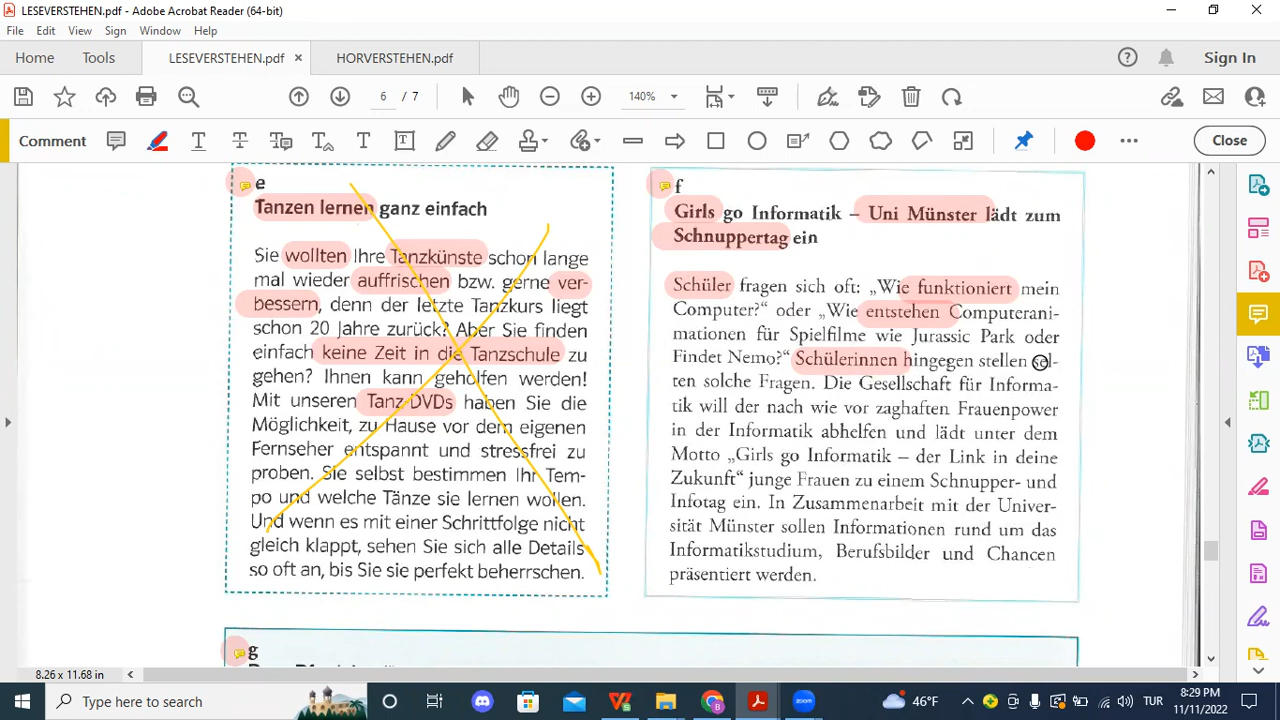 LESEVERSTEHEN.pdf - Adobe Acrobat Reader (64-bit)
File Edit View Sign Window Help
Home Tools LESEVERSTEHEN.pdf × HORVERSTEHEN.pdf Sign In
6 / 7 140%
Comment Close
e
Tanzen lernen ganz einfach
Sie wollten Ihre Tanzkünste schon lange
mal wieder auffrischen bzw. gerne ver-
bessern, denn der letzte Tanzkurs liegt
schon 20 Jahre zurück? Aber Sie finden
einfach keine Zeit in die Tanzschule zu
gehen? Ihnen kann geholfen werden!
Mit unseren Tanz-DVDs haben Sie die
Möglichkeit, zu Hause vor dem eigenen
Fernseher entspannt und stressfrei zu
proben. Sie selbst bestimmen Ihr Tem-
po und welche Tänze sie lernen wollen.
Und wenn es mit einer Schrittfolge nicht
gleich klappt, sehen Sie sich alle Details
so oft an, bis Sie sie perfekt beherrschen.
f
Girls go Informatik – Uni Münster lädt zum
Schnuppertag ein
Schüler fragen sich oft: „Wie funktioniert mein
Computer?“ oder „Wie entstehen Computerani-
mationen für Spielfilme wie Jurassic Park oder
Findet Nemo?“ Schülerinnen hingegen stellen sel-
ten solche Fragen. Die Gesellschaft für Informa-
tik will der nach wie vor zaghaften Frauenpower
in der Informatik abhelfen und lädt unter dem
Motto „Girls go Informatik – der Link in deine
Zukunft“ junge Frauen zu einem Schnupper- und
Infotag ein. In Zusammenarbeit mit der Univer-
sität Münster sollen Informationen rund um das
Informatikstudium, Berufsbilder und Chancen
präsentiert werden.
g
8.26 x 11.68 in
Type here to search
46°F TUR 8:29 PM
11/11/2022